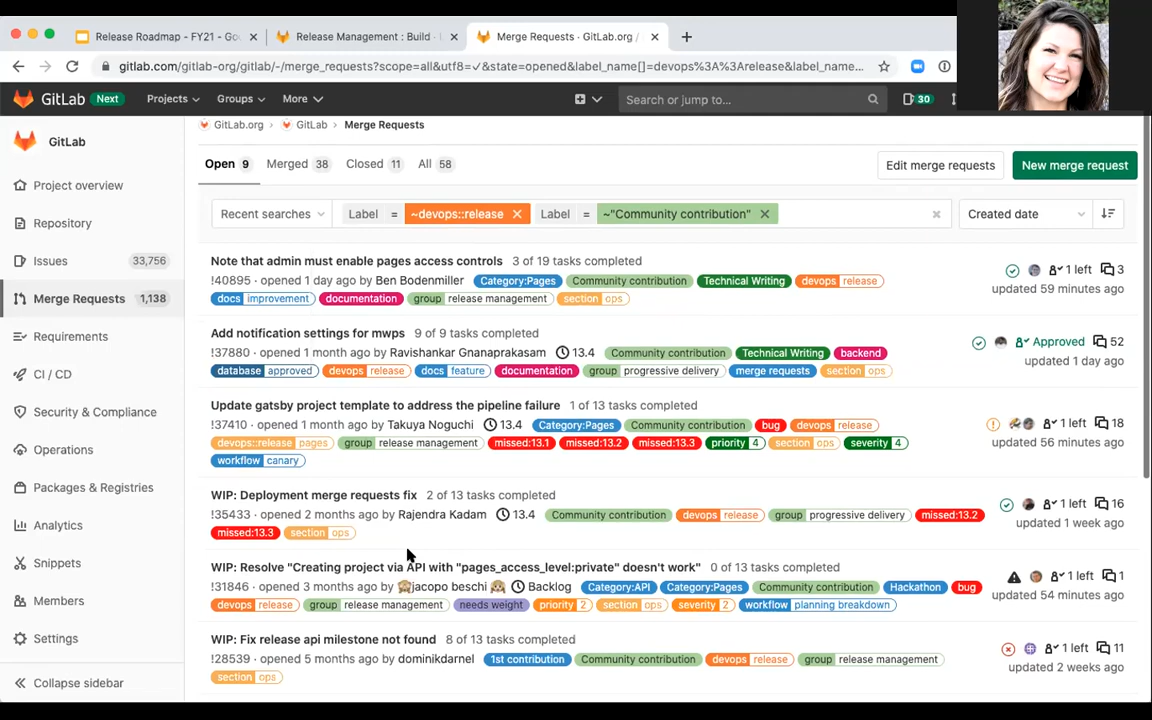 Release Roadmap - FY21 - Go
Release Management : Build ·
Merge Requests · GitLab.org /
gitlab.com/gitlab-org/gitlab/-/merge_requests?scope=all&utf8=✓&state=opened&label_name[]=devops%3A%3Arelease&label_name...
GitLab Next Projects Groups More Search or jump to... 30
GitLab
Project overview
Repository
Issues 33,756
Merge Requests 1,138
Requirements
CI / CD
Security & Compliance
Operations
Packages & Registries
Analytics
Snippets
Members
Settings
Collapse sidebar
GitLab.org > GitLab > Merge Requests
Open 9 Merged 38 Closed 11 All 58
Edit merge requests New merge request
Recent searches Label = ~devops::release Label = ~"Community contribution" Created date
Note that admin must enable pages access controls 3 of 19 tasks completed
!40895 · opened 1 day ago by Ben Bodenmiller Category:Pages Community contribution Technical Writing devops release
docs improvement documentation group release management section ops
1 left 3
updated 59 minutes ago
Add notification settings for mwps 9 of 9 tasks completed
!37880 · opened 1 month ago by Ravishankar Gnanaprakasam 13.4 Community contribution Technical Writing backend
database approved devops release docs feature documentation group progressive delivery merge requests section ops
Approved 52
updated 1 day ago
Update gatsby project template to address the pipeline failure 1 of 13 tasks completed
!37410 · opened 1 month ago by Takuya Noguchi 13.4 Category:Pages Community contribution bug devops release
devops::release pages group release management missed:13.1 missed:13.2 missed:13.3 priority 4 section ops severity 4
workflow canary
1 left 18
updated 56 minutes ago
WIP: Deployment merge requests fix 2 of 13 tasks completed
!35433 · opened 2 months ago by Rajendra Kadam 13.4 Community contribution devops release group progressive delivery missed:13.2
missed:13.3 section ops
1 left 16
updated 1 week ago
WIP: Resolve "Creating project via API with "pages_access_level:private" doesn't work" 0 of 13 tasks completed
!31846 · opened 3 months ago by 🙈jacopo beschi 🙉 Backlog Category:API Category:Pages Community contribution Hackathon bug
devops release group release management needs weight priority 2 section ops severity 2 workflow planning breakdown
1 left 1
updated 54 minutes ago
WIP: Fix release api milestone not found 8 of 13 tasks completed
!28539 · opened 5 months ago by dominikdarnel 1st contribution Community contribution devops release group release management
section ops
1 left 11
updated 2 weeks ago